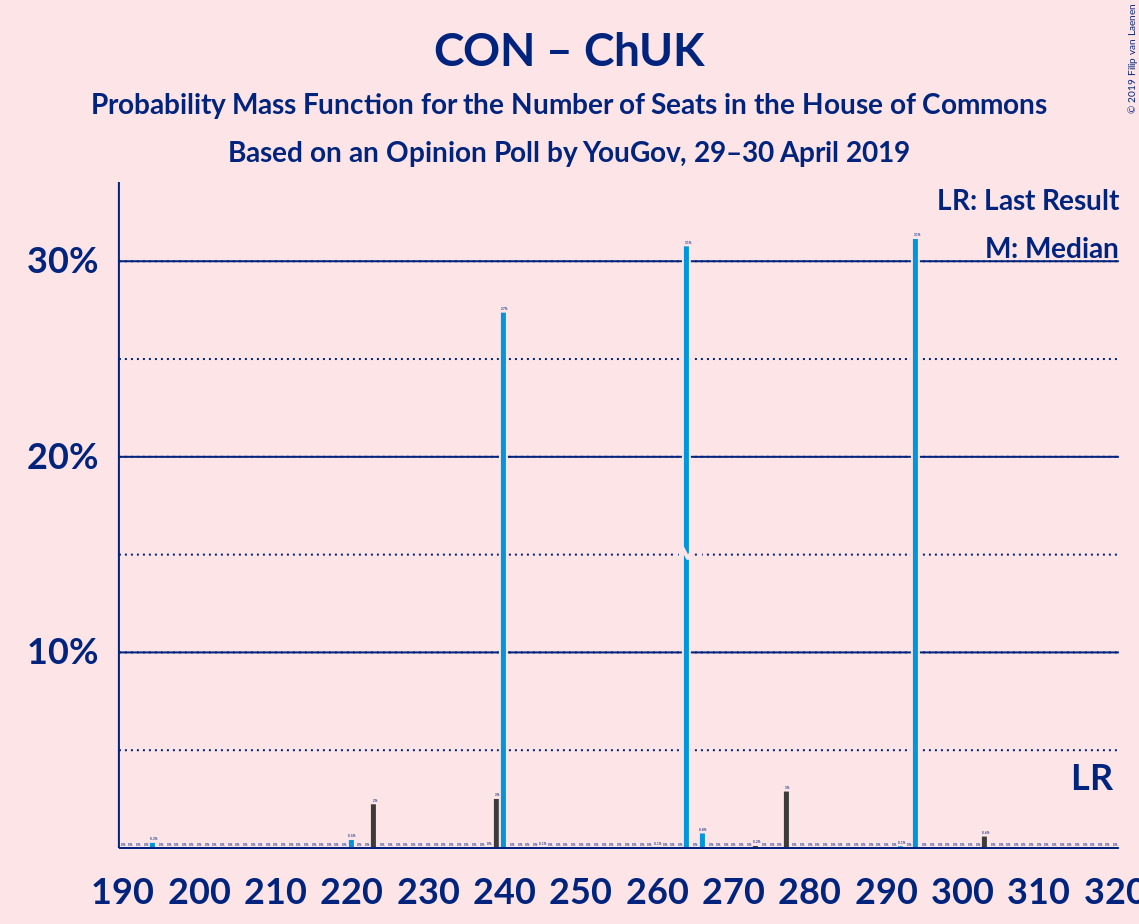 CON – ChUK
Probability Mass Function for the Number of Seats in the House of Commons
Based on an Opinion Poll by YouGov, 29–30 April 2019
© 2019 Filip van Laenen
LR: Last Result
M: Median
30%
20%
10%
LR
190 200 210 220 230 240 250 260 270 280 290 300 310 320